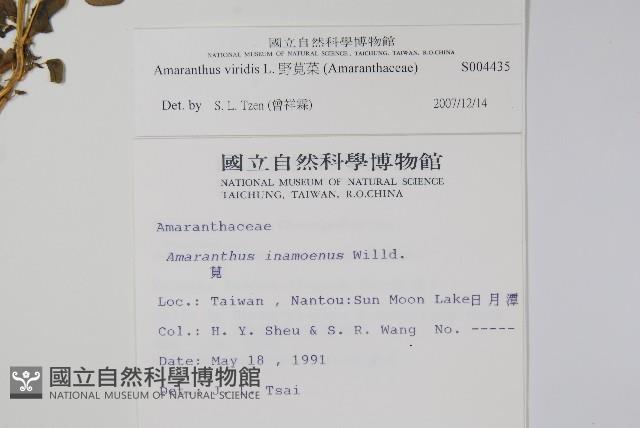 國立自然科學博物館
NATIONAL MUSEUM OF NATURAL SCIENCE, TAICHUNG, TAIWAN, R.O.CHINA
Amaranthus viridis L. 野莧菜 (Amaranthaceae) S004435
Det. by S. L. Tzen (曾祥霖) 2007/12/14
國立自然科學博物館
NATIONAL MUSEUM OF NATURAL SCIENCE
TAICHUNG, TAIWAN, R.O.CHINA
Amaranthaceae
Amaranthus inamoenus Willd.
莧
Loc.: Taiwan , Nantou:Sun Moon Lake日月潭
Col.: H. Y. Sheu & S. R. Wang No. -----
Date: May 18 , 1991
Det.: J. L. Tsai
國立自然科學博物館
NATIONAL MUSEUM OF NATURAL SCIENCE